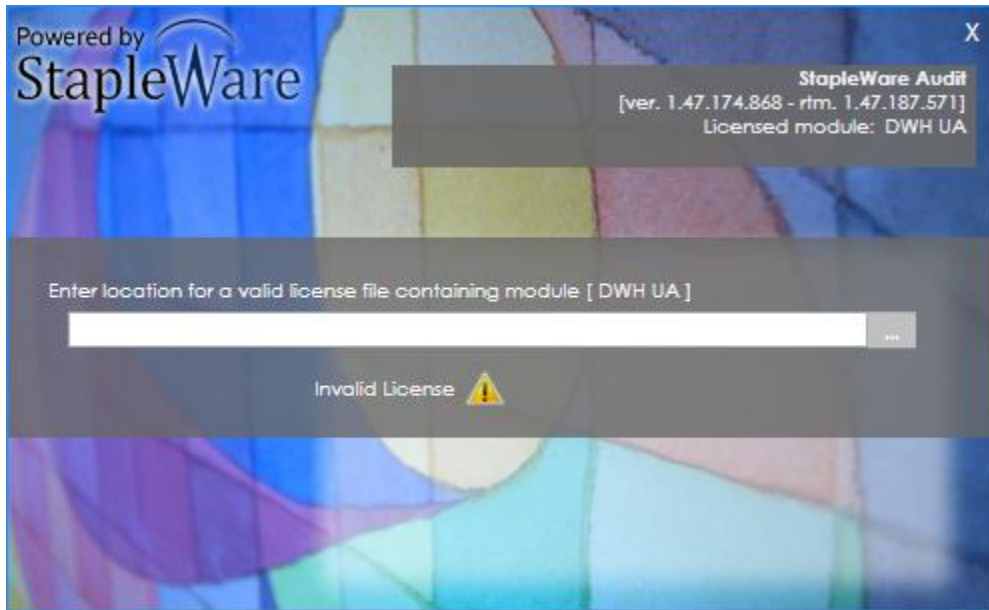 Powered by
StapleWare
X
StapleWare Audit
[ver. 1.47.174.868 - rtm. 1.47.187.571]
Licensed module: DWH UA
Enter location for a valid license file containing module [ DWH UA ]
...
Invalid License